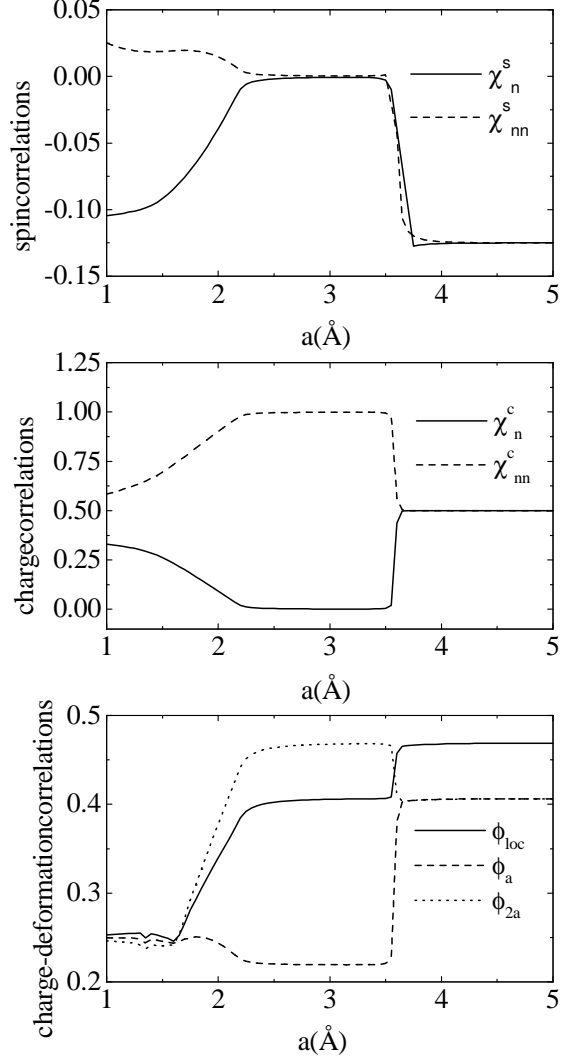 0.05
0.00
-0.05
-0.10
-0.15
spincorrelations
χ^s_n
χ^s_nn
1 2 3 4 5
a(Å)
1.25
1.00
0.75
0.50
0.25
0.00
chargecorrelations
χ^c_n
χ^c_nn
1 2 3 4 5
a(Å)
0.5
0.4
0.3
0.2
charge-deformationcorrelations
ϕ_loc
ϕ_a
ϕ_2a
1 2 3 4 5
a(Å)